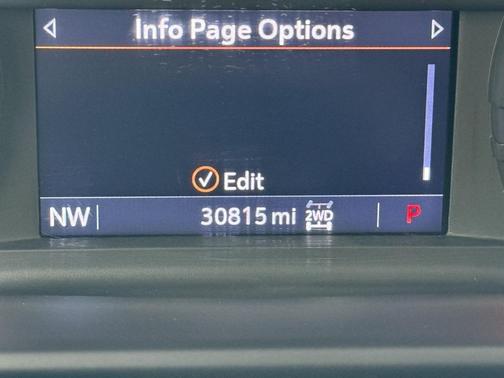 Info Page Options
Edit
NW 30815 mi 2WD P